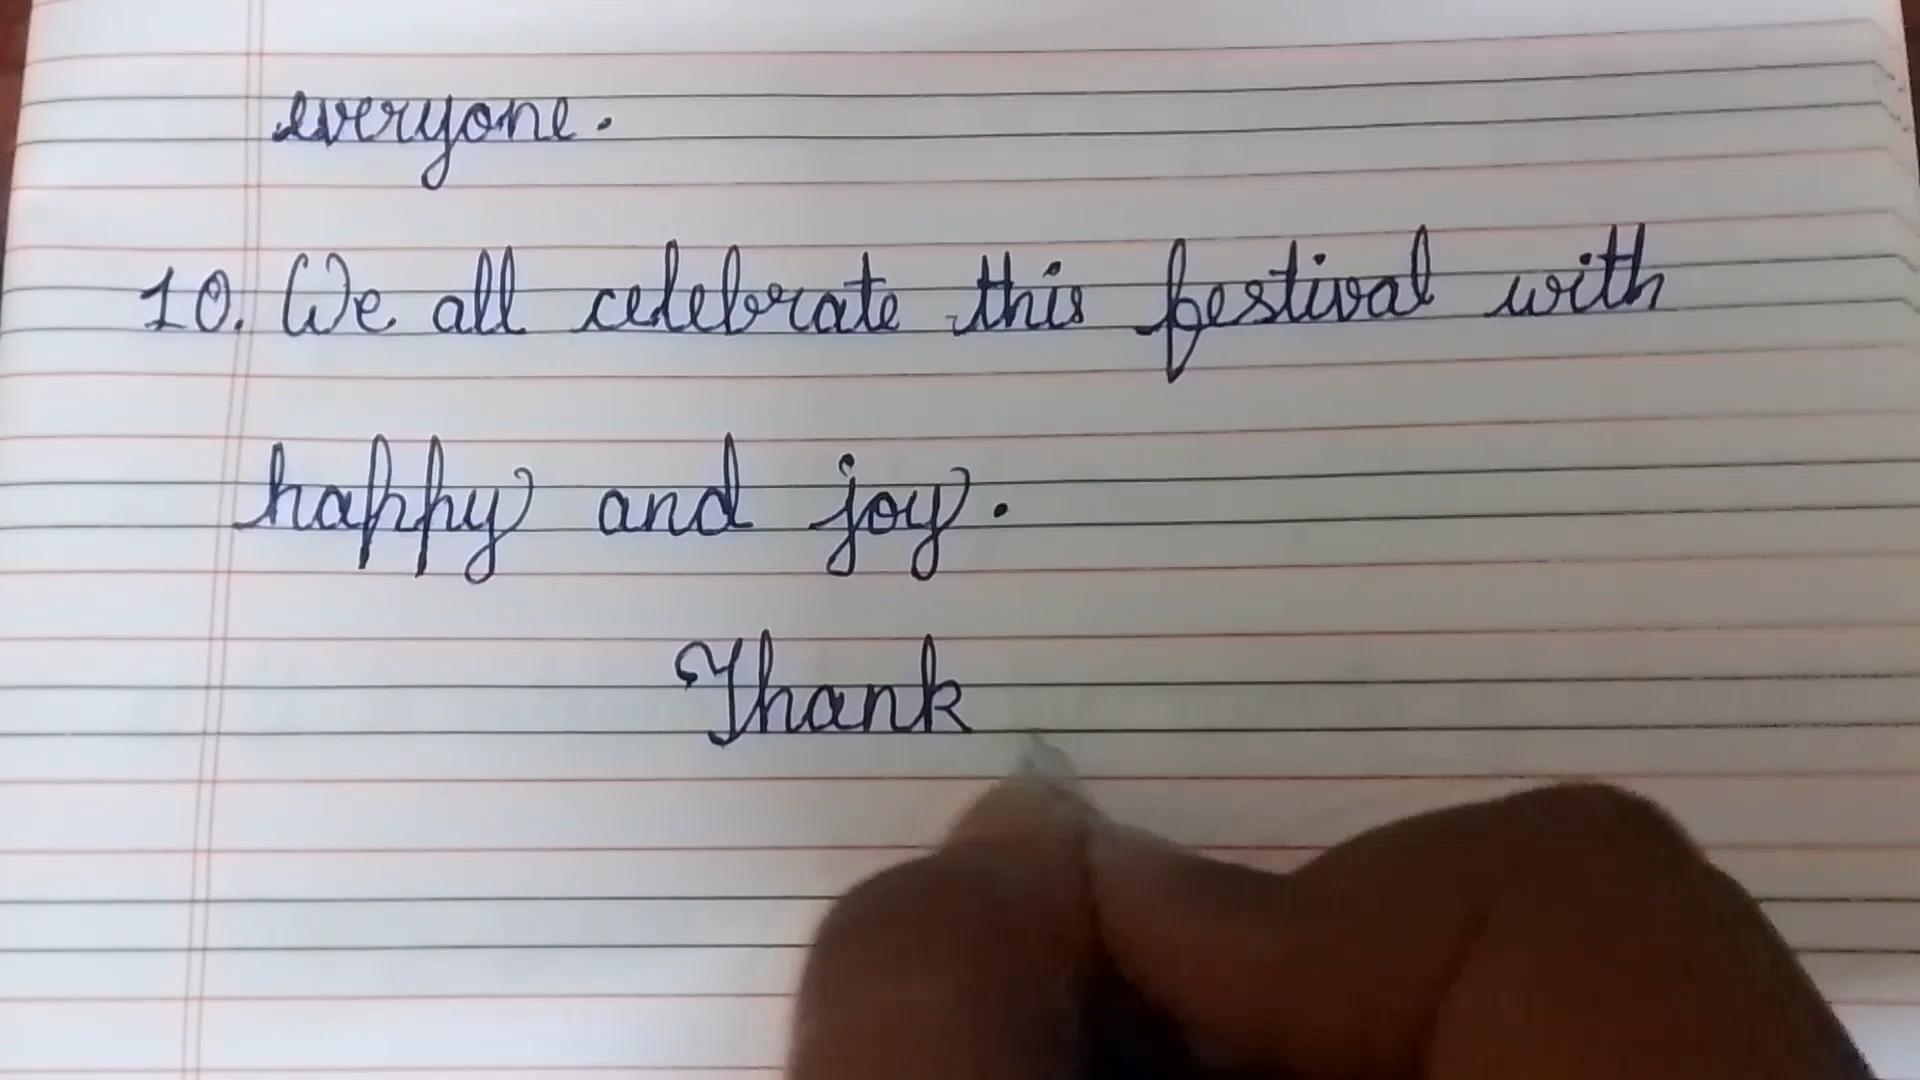 everyone.
10. We all celebrate this festival with
happy and joy.
Thank